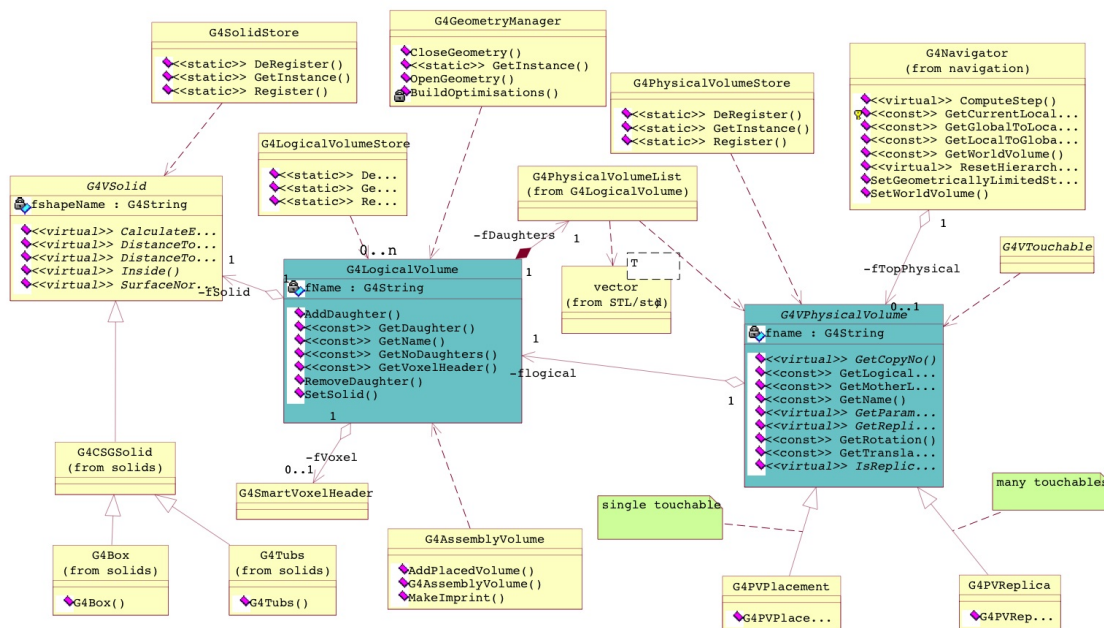 G4SolidStore
<<static>> DeRegister()
<<static>> GetInstance()
<<static>> Register()
G4GeometryManager
CloseGeometry()
<<static>> GetInstance()
OpenGeometry()
BuildOptimisations()
G4PhysicalVolumeStore
<<static>> DeRegister()
<<static>> GetInstance()
<<static>> Register()
G4Navigator
(from navigation)
<<virtual>> ComputeStep()
<<const>> GetCurrentLocal...
<<const>> GetGlobalToLoca...
<<const>> GetLocalToGloba...
<<const>> GetWorldVolume()
<<virtual>> ResetHierarch...
SetGeometricallyLimitedSt...
SetWorldVolume()
G4LogicalVolumeStore
<<static>> De...
<<static>> Ge...
<<static>> Re...
G4PhysicalVolumeList
(from G4LogicalVolume)
G4VSolid
fshapeName : G4String
<<virtual>> CalculateE...
<<virtual>> DistanceTo...
<<virtual>> DistanceTo...
<<virtual>> Inside()
<<virtual>> SurfaceNor...
1
-fSolid
1
0..n
-fDaughters
1
1
T
vector
(from STL/std)
1
-fTopPhysical
0..1
G4VTouchable
G4LogicalVolume
fName : G4String
AddDaughter()
<<const>> GetDaughter()
<<const>> GetName()
<<const>> GetNoDaughters()
<<const>> GetVoxelHeader()
RemoveDaughter()
SetSolid()
1
-flogical
1
G4VPhysicalVolume
fname : G4String
<<virtual>> GetCopyNo()
<<const>> GetLogical...
<<const>> GetMotherL...
<<const>> GetName()
<<virtual>> GetParam...
<<virtual>> GetRepli...
<<const>> GetRotation()
<<const>> GetTransla...
<<virtual>> IsReplic...
1
-fVoxel
0..1
G4SmartVoxelHeader
G4CSGSolid
(from solids)
G4Box
(from solids)
G4Box()
G4Tubs
(from solids)
G4Tubs()
G4AssemblyVolume
AddPlacedVolume()
G4AssemblyVolume()
MakeImprint()
single touchable
many touchables
G4PVPlacement
G4PVPlace...
G4PVReplica
G4PVRep...